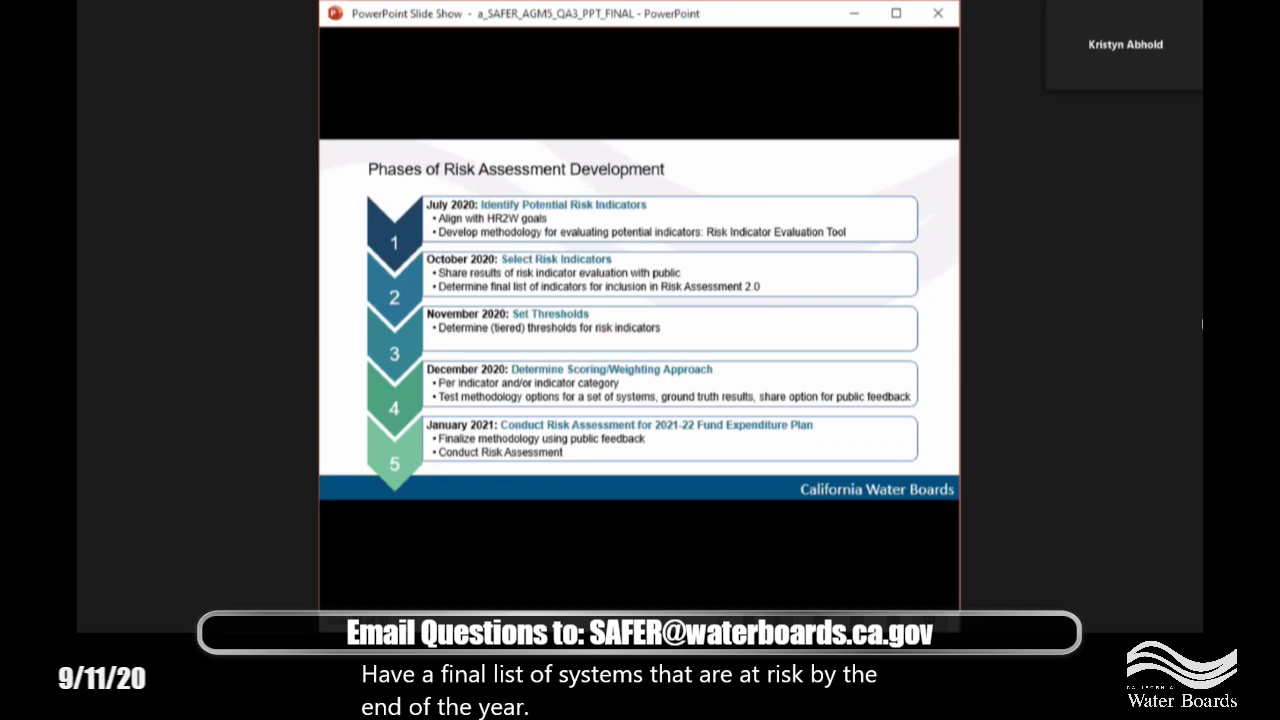 PowerPoint Slide Show - a_SAFER_AGM5_QA3_PPT_FINAL - PowerPoint
Kristyn Abhold
Phases of Risk Assessment Development
1
July 2020: Identify Potential Risk Indicators
• Align with HR2W goals
• Develop methodology for evaluating potential indicators: Risk Indicator Evaluation Tool
2
October 2020: Select Risk Indicators
• Share results of risk indicator evaluation with public
• Determine final list of indicators for inclusion in Risk Assessment 2.0
3
November 2020: Set Thresholds
• Determine (tiered) thresholds for risk indicators
4
December 2020: Determine Scoring/Weighting Approach
• Per indicator and/or indicator category
• Test methodology options for a set of systems, ground truth results, share option for public feedback
5
January 2021: Conduct Risk Assessment for 2021-22 Fund Expenditure Plan
• Finalize methodology using public feedback
• Conduct Risk Assessment
California Water Boards
Email Questions to: SAFER@waterboards.ca.gov
9/11/20
Have a final list of systems that are at risk by the
end of the year.
CALIFORNIA
Water Boards